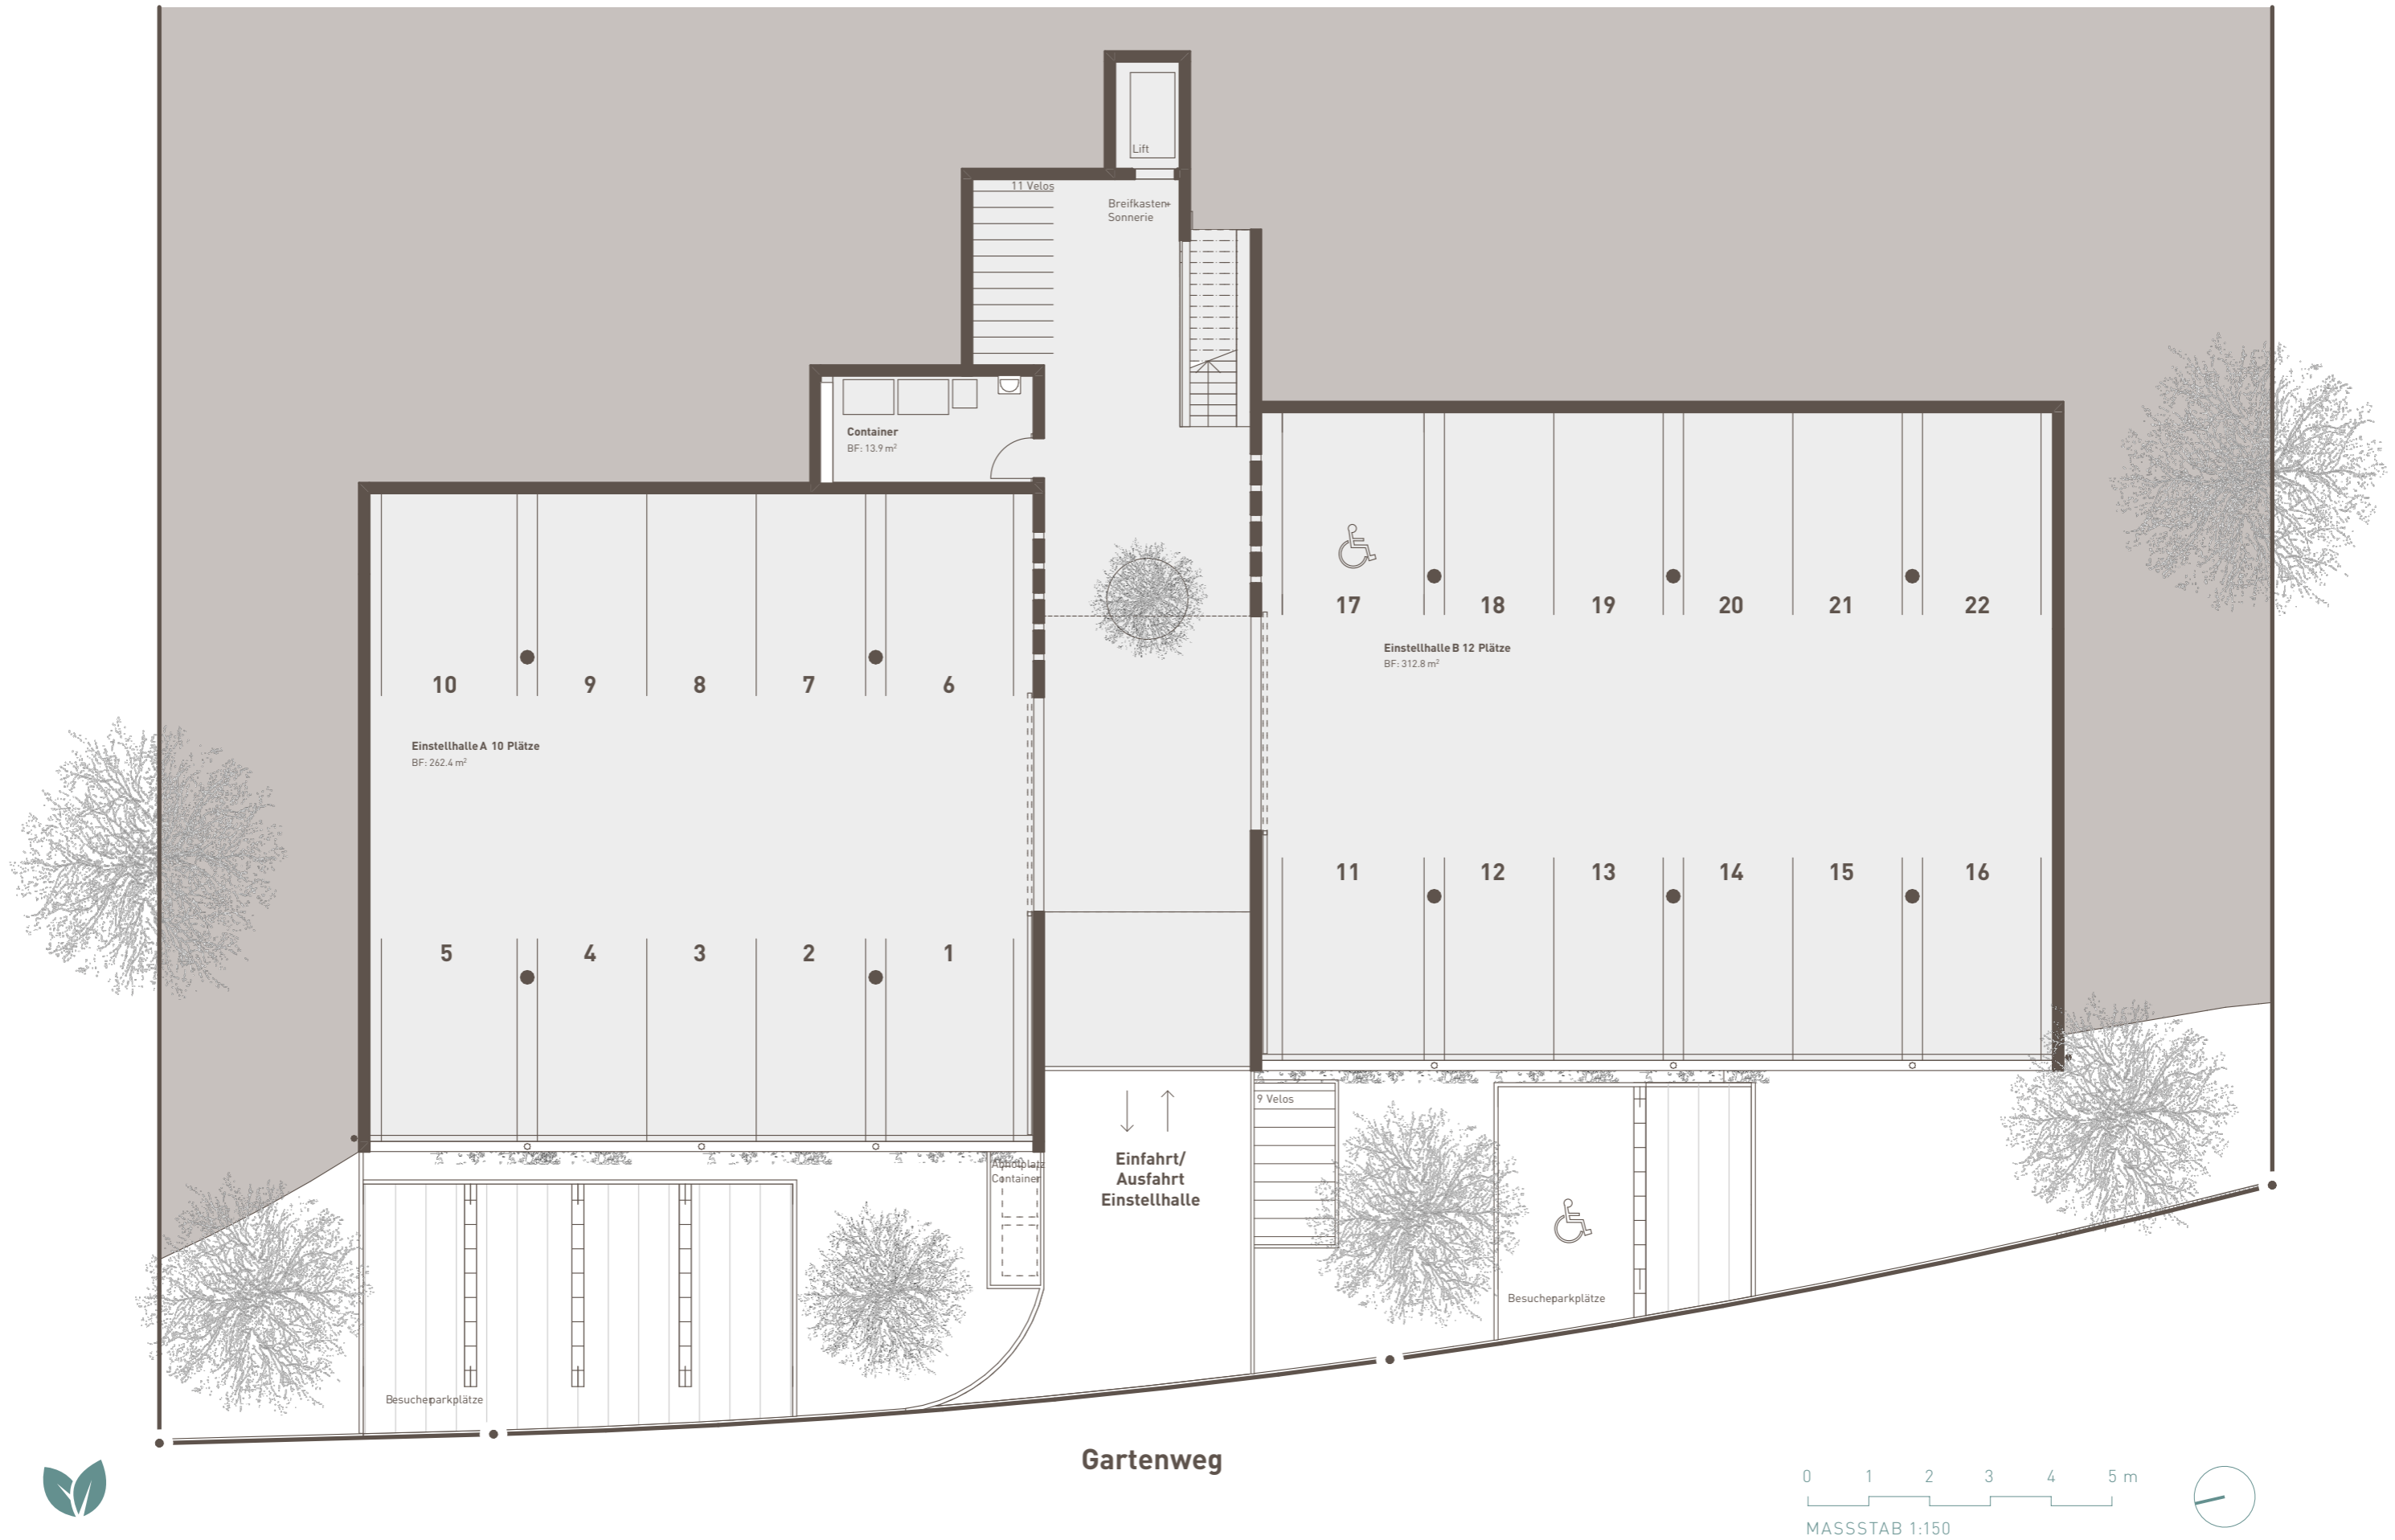 Lift
11 Velos
Breifkasten+
Sonnerie
Container
BF: 13.9 m²
17
18
19
20
21
22
Einstellhalle B 12 Plätze
BF: 312.8 m²
10
9
8
7
6
Einstellhalle A 10 Plätze
BF: 262.4 m²
11
12
13
14
15
16
5
4
3
2
1
9 Velos
Abholplatz
Container
Einfahrt/
Ausfahrt
Einstellhalle
Besucheparkplätze
Besucherparkplätze
Gartenweg
0 1 2 3 4 5 m
MASSSTAB 1:150